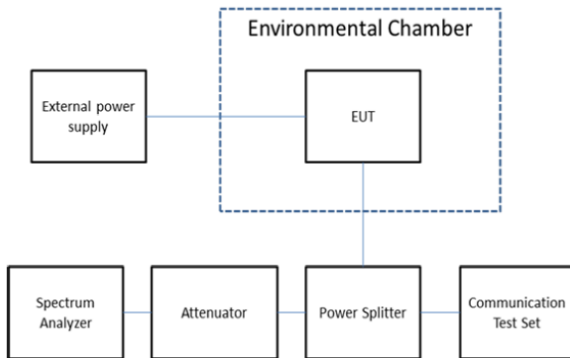 Environmental Chamber
External power
supply
EUT
Spectrum
Analyzer
Attenuator
Power Splitter
Communication
Test Set